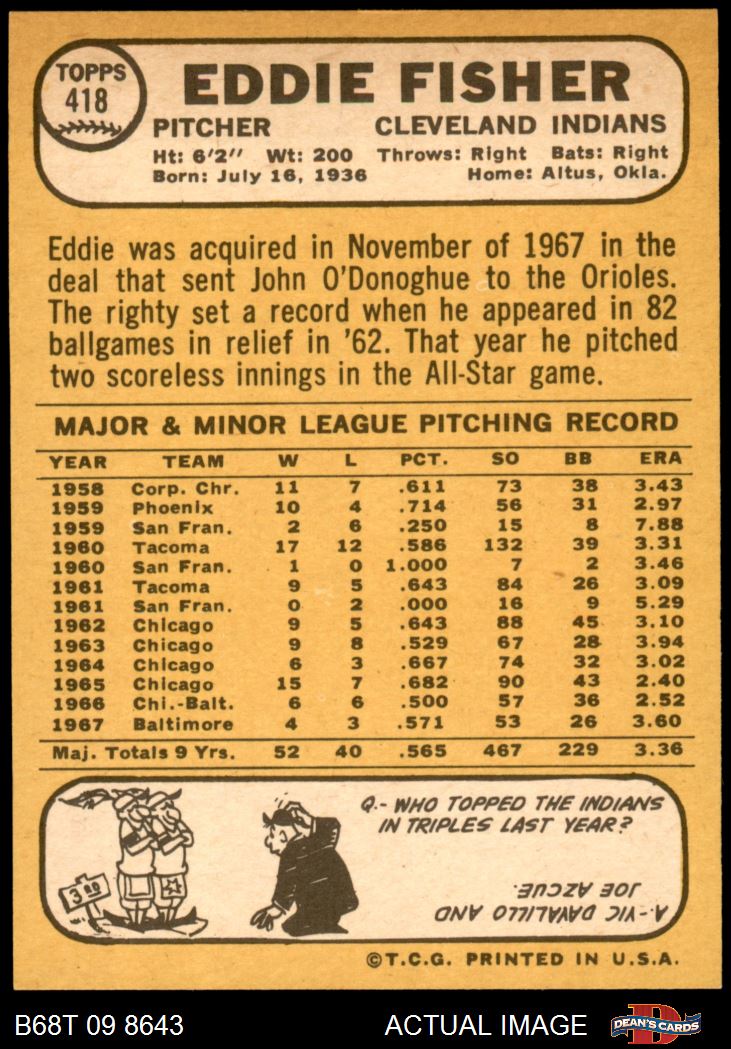 TOPPS
418
EDDIE FISHER
PITCHER CLEVELAND INDIANS
Ht: 6'2" Wt: 200 Throws: Right Bats: Right
Born: July 16, 1936 Home: Altus, Okla.
Eddie was acquired in November of 1967 in the
deal that sent John O'Donoghue to the Orioles.
The righty set a record when he appeared in 82
ballgames in relief in '62. That year he pitched
two scoreless innings in the All-Star game.
MAJOR & MINOR LEAGUE PITCHING RECORD
YEAR TEAM W L PCT. SO BB ERA
1958 Corp. Chr. 11 7 .611 73 38 3.43
1959 Phoenix 10 4 .714 56 31 2.97
1959 San Fran. 2 6 .250 15 8 7.88
1960 Tacoma 17 12 .586 132 39 3.31
1960 San Fran. 1 0 1.000 7 2 3.46
1961 Tacoma 9 5 .643 84 26 3.09
1961 San Fran. 0 2 .000 16 9 5.29
1962 Chicago 9 5 .643 88 45 3.10
1963 Chicago 9 8 .529 67 28 3.94
1964 Chicago 6 3 .667 74 32 3.02
1965 Chicago 15 7 .682 90 43 2.40
1966 Chi.-Balt. 6 6 .500 57 36 2.52
1967 Baltimore 4 3 .571 53 26 3.60
Maj. Totals 9 Yrs. 52 40 .565 467 229 3.36
Q.- WHO TOPPED THE INDIANS
IN TRIPLES LAST YEAR?
A.- VIC DAVALILLO AND
JOE AZCUE.
3 RD
©T.C.G. PRINTED IN U.S.A.
B68T 09 8643 ACTUAL IMAGE
D
DEAN'S CARDS